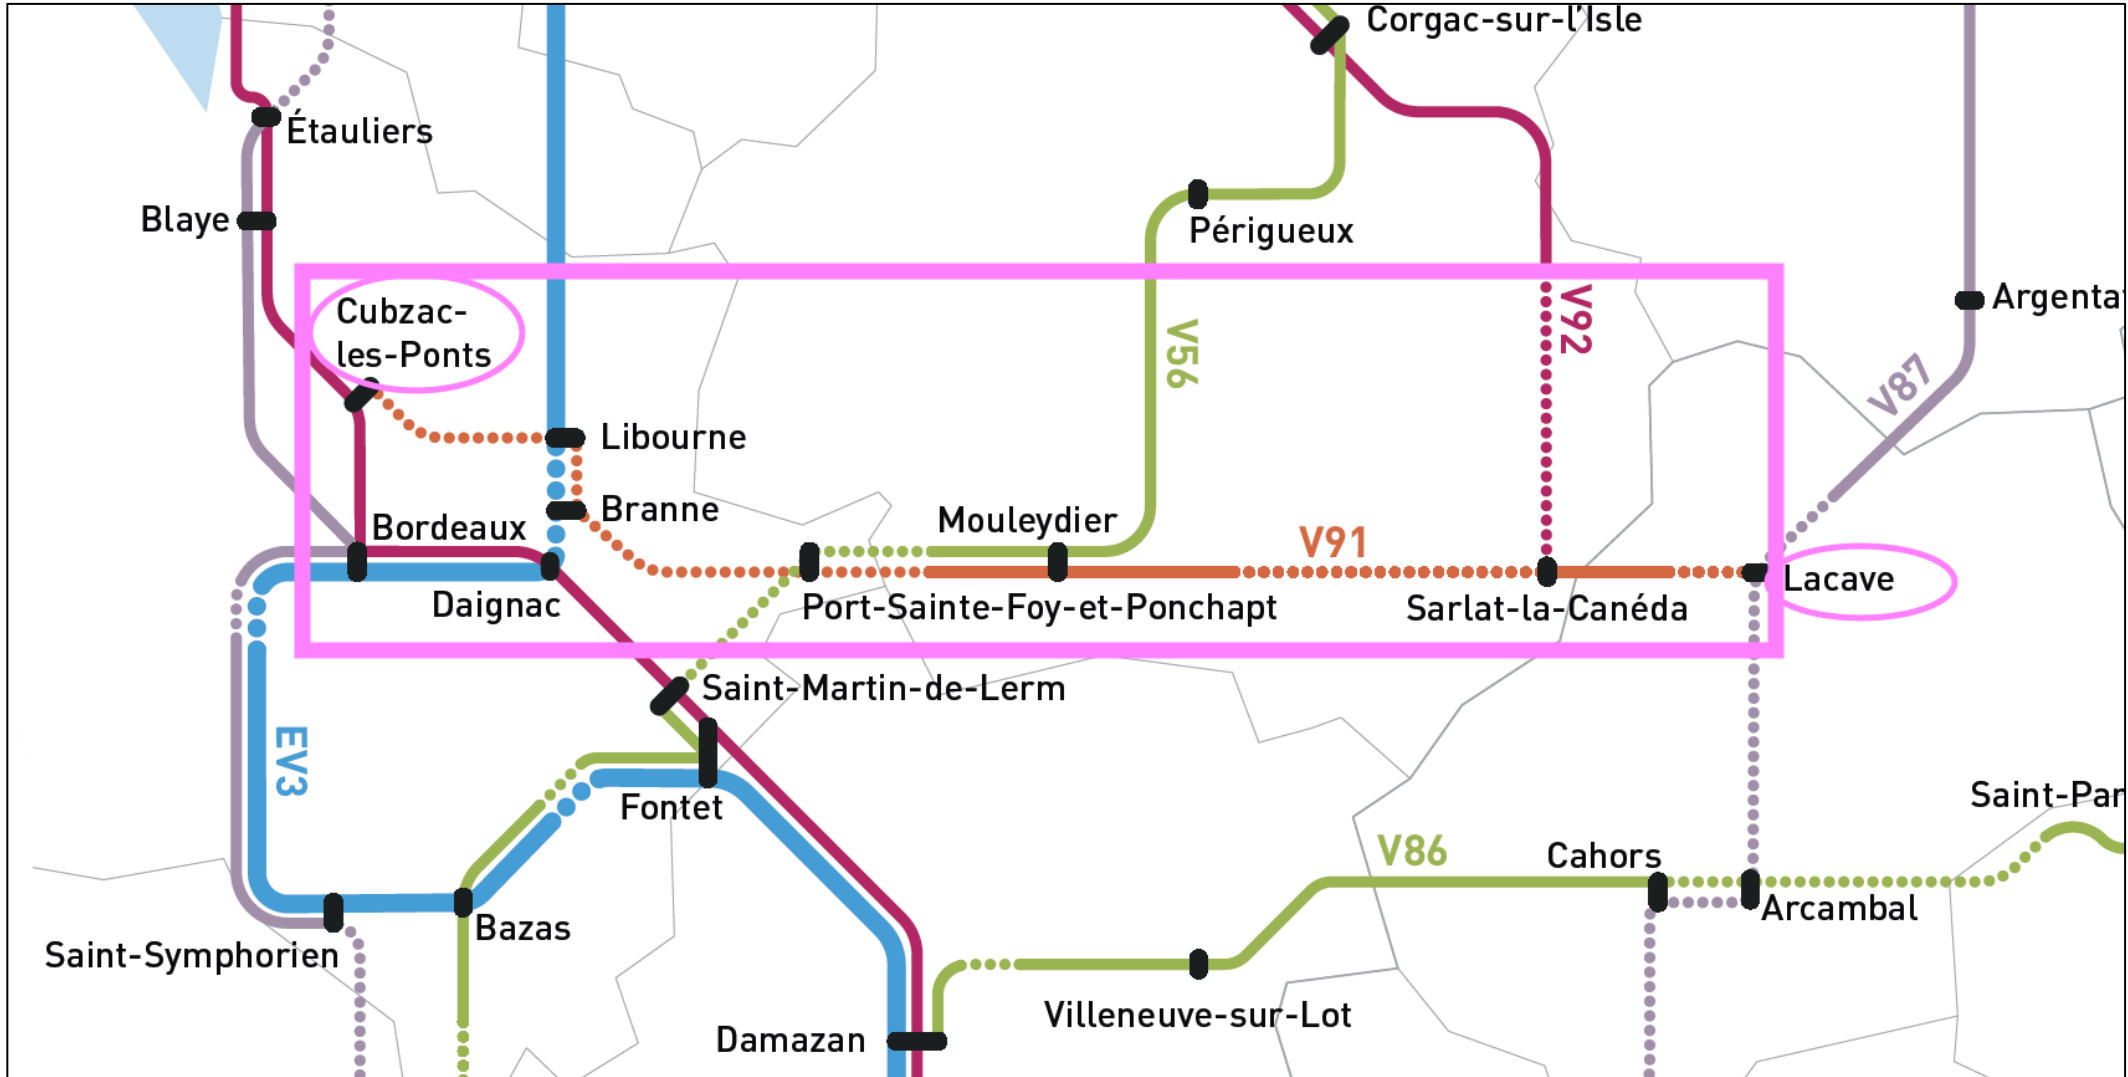 Corgac-sur-l'Isle
Étauliers
Périgueux
Blaye
V92
Argenta
Cubzac-
les-Ponts
V56
V87
Libourne
Branne
Mouleydier
Bordeaux
V91
Lacave
Daignac
Port-Sainte-Foy-et-Ponchapt
Sarlat-la-Canéda
Saint-Martin-de-Lerm
EV3
Fontet
Saint-Par
V86
Cahors
Arcambal
Bazas
Saint-Symphorien
Villeneuve-sur-Lot
Damazan